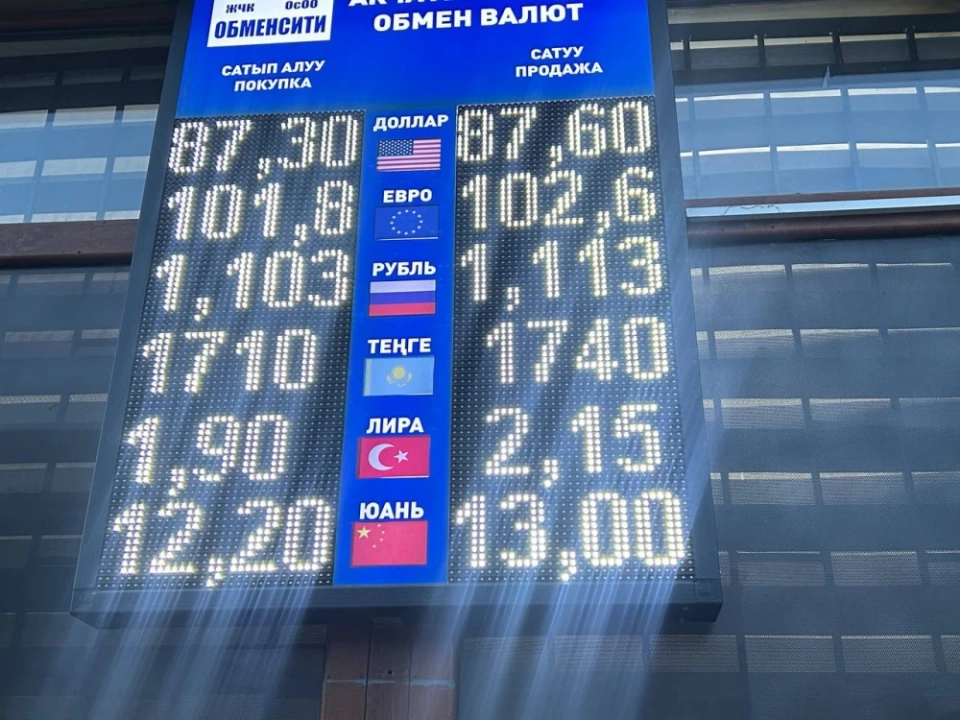 ЖЧК ОсОО
ОБМЕНСИТИ
ОБМЕН ВАЛЮТ
САТЫП АЛУУ
ПОКУПКА
САТУУ
ПРОДАЖА
87,30 ДОЛЛАР 87,60
101,8 ЕВРО 102,6
1,103 РУБЛЬ 1,113
1710 ТЕҢГЕ 1740
1,90 ЛИРА 2,15
12,20 ЮАНЬ 13,00